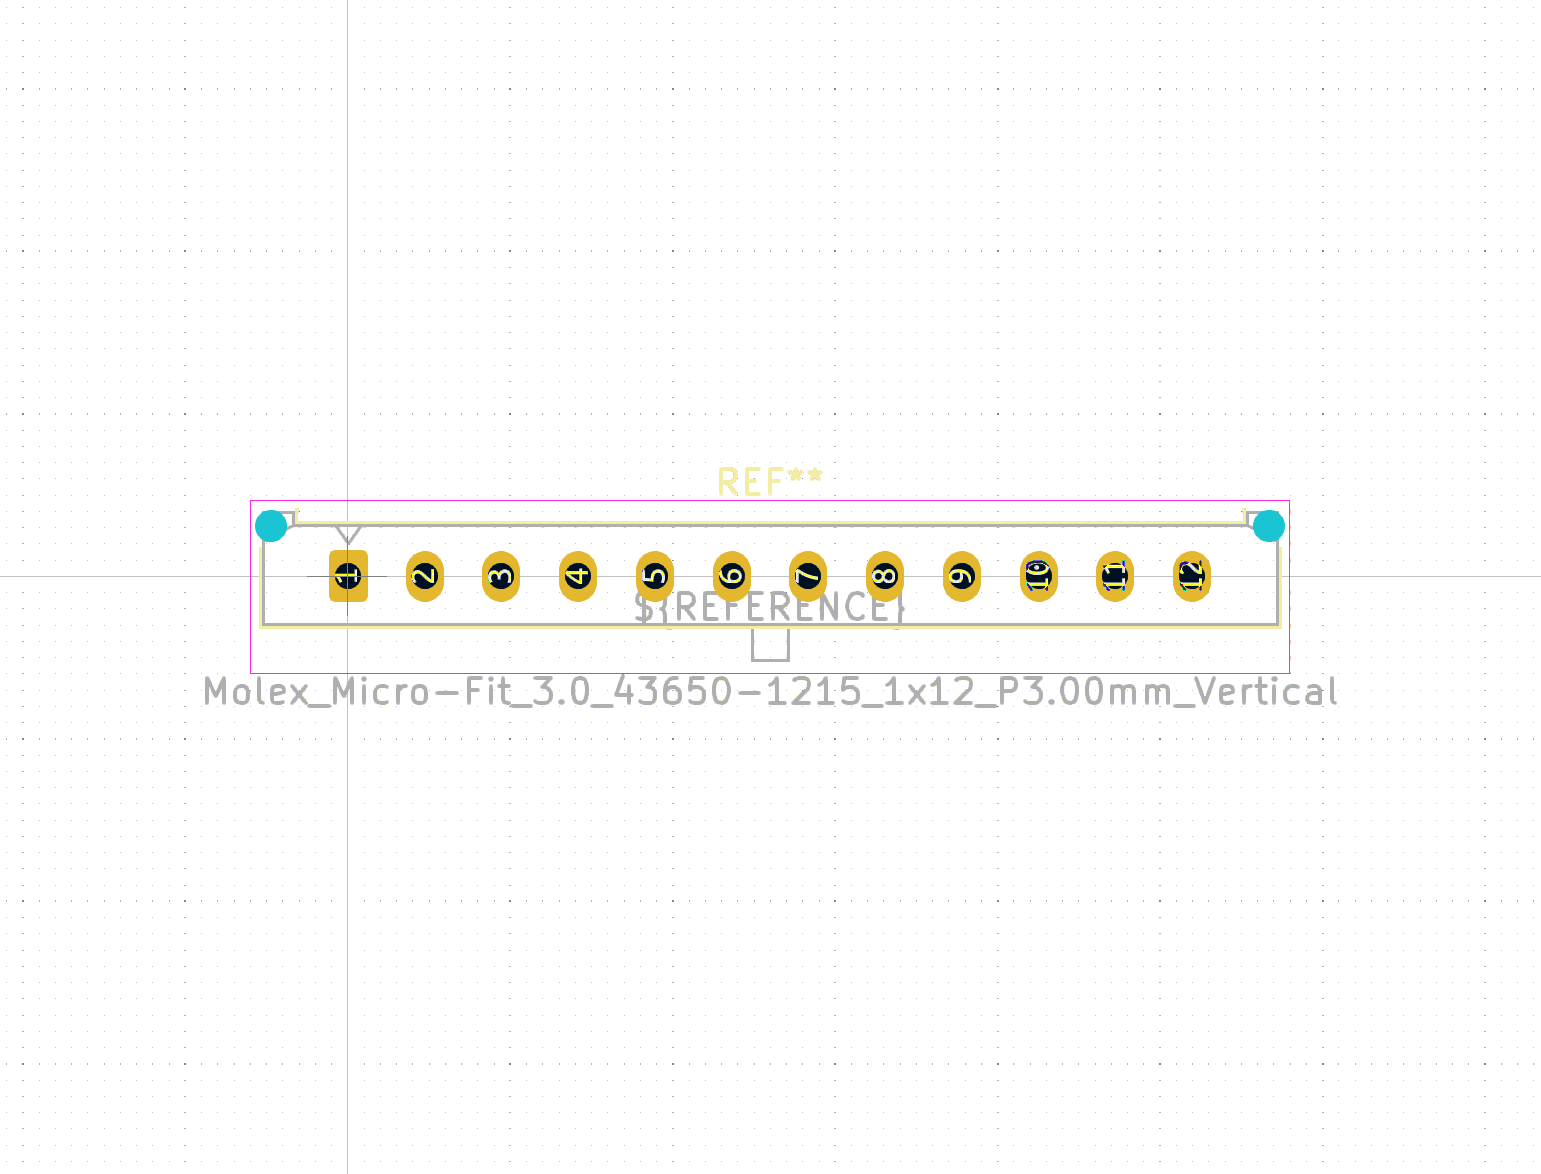 REF**
1 2 3 4 5 6 7 8 9 10 11 12
${REFERENCE}
Molex_Micro-Fit_3.0_43650-1215_1x12_P3.00mm_Vertical